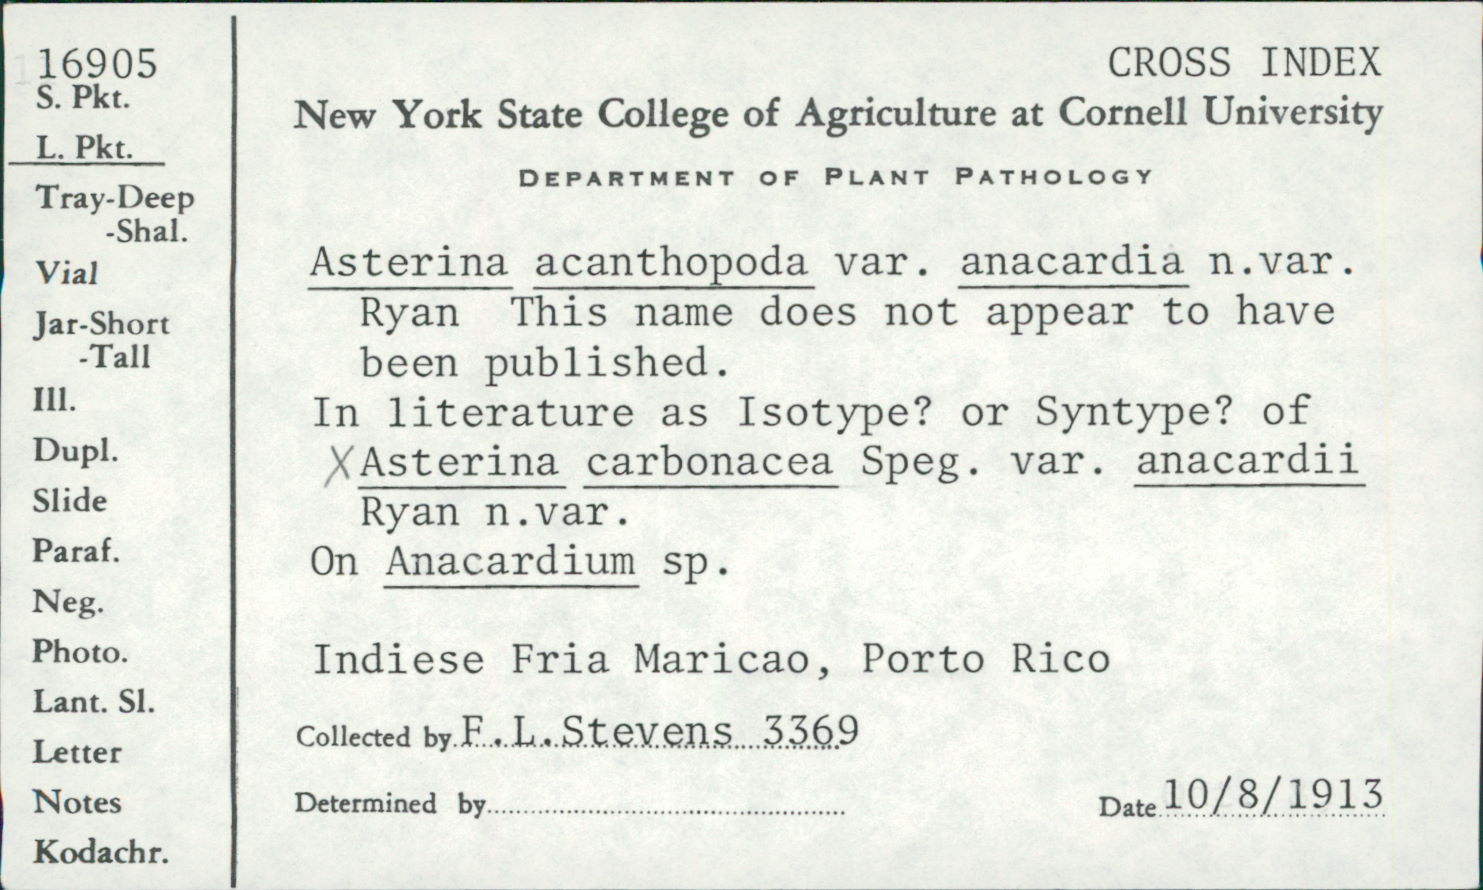 16905
S. Pkt.
L. Pkt.
Tray-Deep
-Shal.
Vial
Jar-Short
-Tall
Ill.
Dupl.
Slide
Paraf.
Neg.
Photo.
Lant. Sl.
Letter
Notes
Kodachr.
CROSS INDEX
New York State College of Agriculture at Cornell University
DEPARTMENT OF PLANT PATHOLOGY
Asterina acanthopoda var. anacardia n.var.
Ryan This name does not appear to have
been published.
In literature as Isotype? or Syntype? of
XAsterina carbonacea Speg. var. anacardii
Ryan n.var.
On Anacardium sp.
Indiese Fria Maricao, Porto Rico
Collected by F.L.Stevens 3369
Determined by
Date 10/8/1913